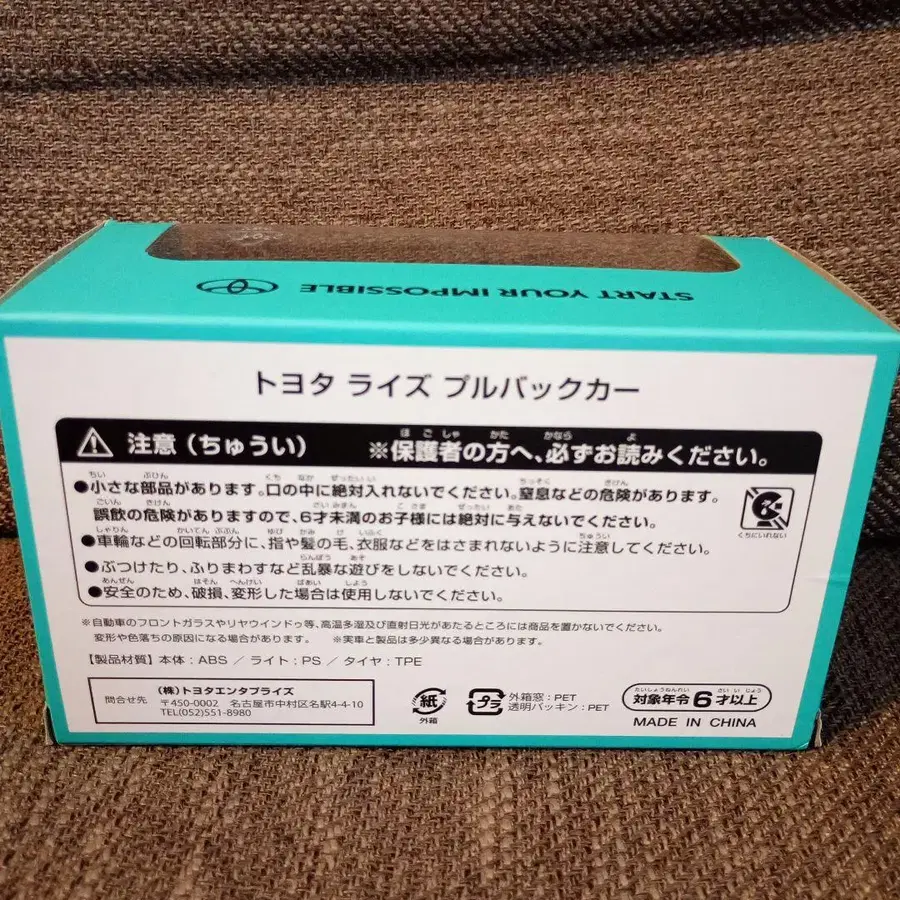 START YOUR IMPOSSIBLE
トヨタ ライズ プルバックカー
注意（ちゅうい） ※保護者の方へ、必ずお読みください。
●小さな部品があります。口の中に絶対入れないでください。窒息などの危険があります。
誤飲の危険がありますので、6才未満のお子様には絶対に与えないでください。
●車輪などの回転部分に、指や髪の毛、衣服などをはさまれないように注意してください。
●ぶつけたり、ふりまわすなど乱暴な遊びをしないでください。
●安全のため、破損、変形した場合は使用しないでください。
くちにいれない
※自動車のフロントガラスやリヤウインドゥ等、高温多湿及び直射日光があたるところには商品を置かないでください。
変形や色落ちの原因になる場合があります。 ※実車と製品は多少異なる場合があります。
【製品材質】本体：ABS ／ ライト：PS ／ タイヤ：TPE
問合せ先
（株）トヨタエンタプライズ
〒450-0002 名古屋市中村区名駅4-4-10
TEL(052)551-8980
紙
外箱
プラ
外箱窓：PET
透明パッキン：PET
対象年令 6才以上
MADE IN CHINA